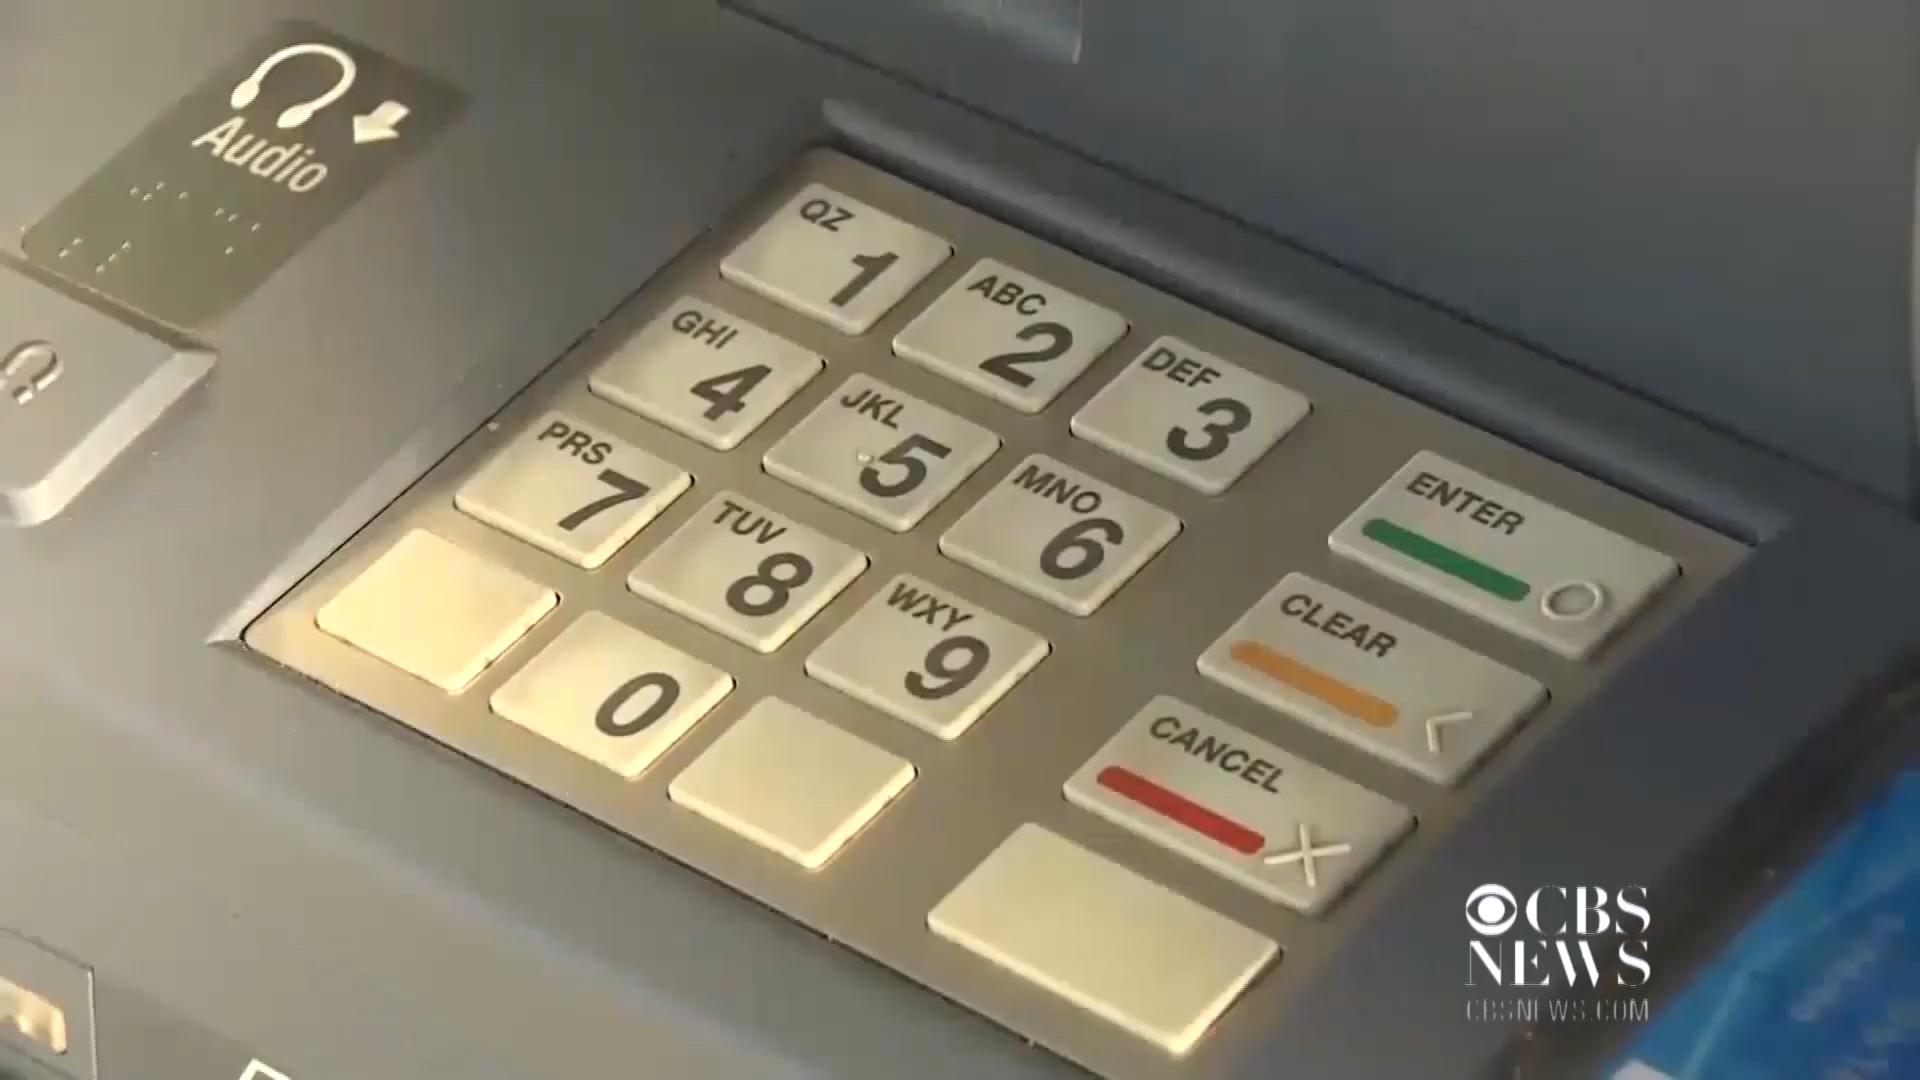 Audio
QZ
1
ABC
2
DEF
3
GHI
4
JKL
5
MNO
6
PRS
7
TUV
8
WXY
9
0
ENTER
CLEAR
CANCEL
CBS
NEWS
CBSNEWS.COM